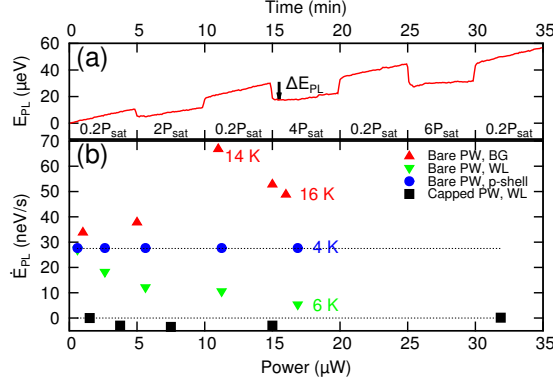 Time (min)
0 5 10 15 20 25 30 35
60
40
20
0
E_PL (μeV)
(a)
ΔE_PL
0.2P_sat 2P_sat 0.2P_sat 4P_sat 0.2P_sat 6P_sat 0.2P_sat
70
60
50
40
30
20
10
0
Ė_PL (neV/s)
(b)
14 K
16 K
4 K
6 K
Bare PW, BG
Bare PW, WL
Bare PW, p-shell
Capped PW, WL
0 5 10 15 20 25 30 35
Power (μW)